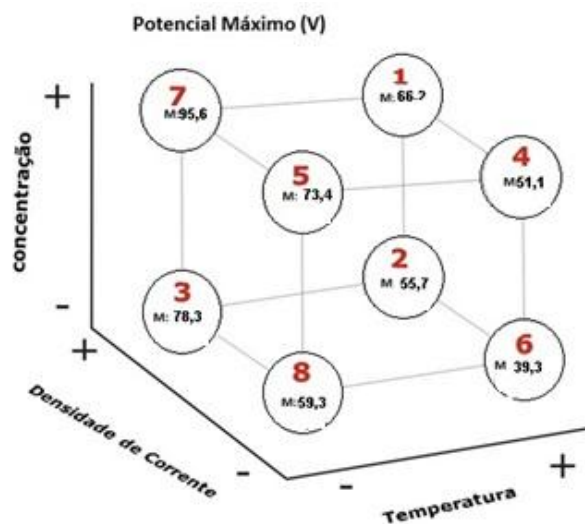 Potencial Máximo (V)
+
7
M:95,6
1
M:66-2
4
M51,1
5
M: 73,4
concentração
3
M: 78,3
2
M 55,7
-
+
8
M:59,3
6
M 39,3
Densidade de Corrente
-
-
+
Temperatura